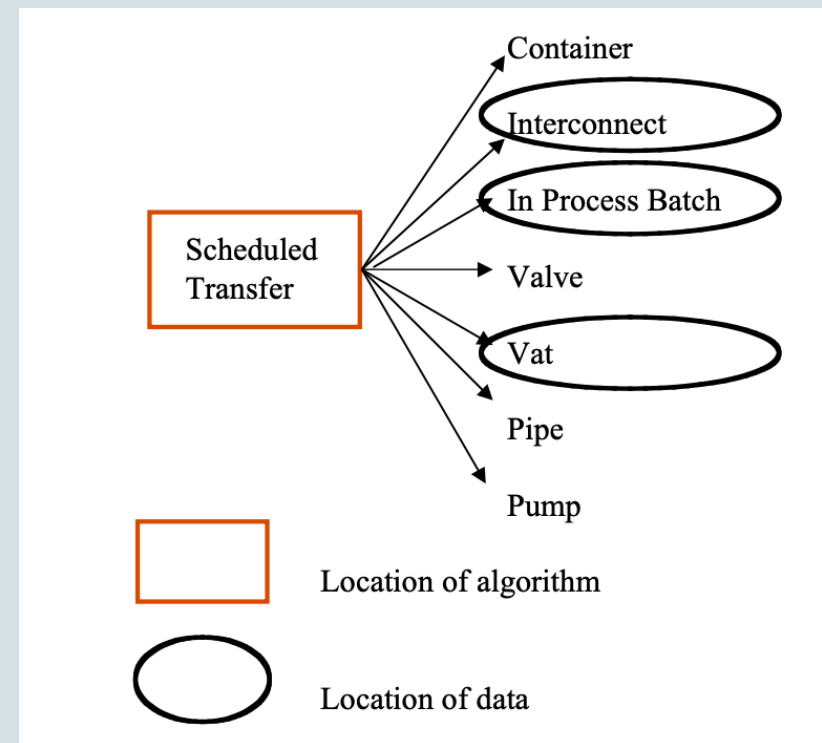 Container
Interconnect
In Process Batch
Scheduled
Transfer
Valve
Vat
Pipe
Pump
Location of algorithm
Location of data